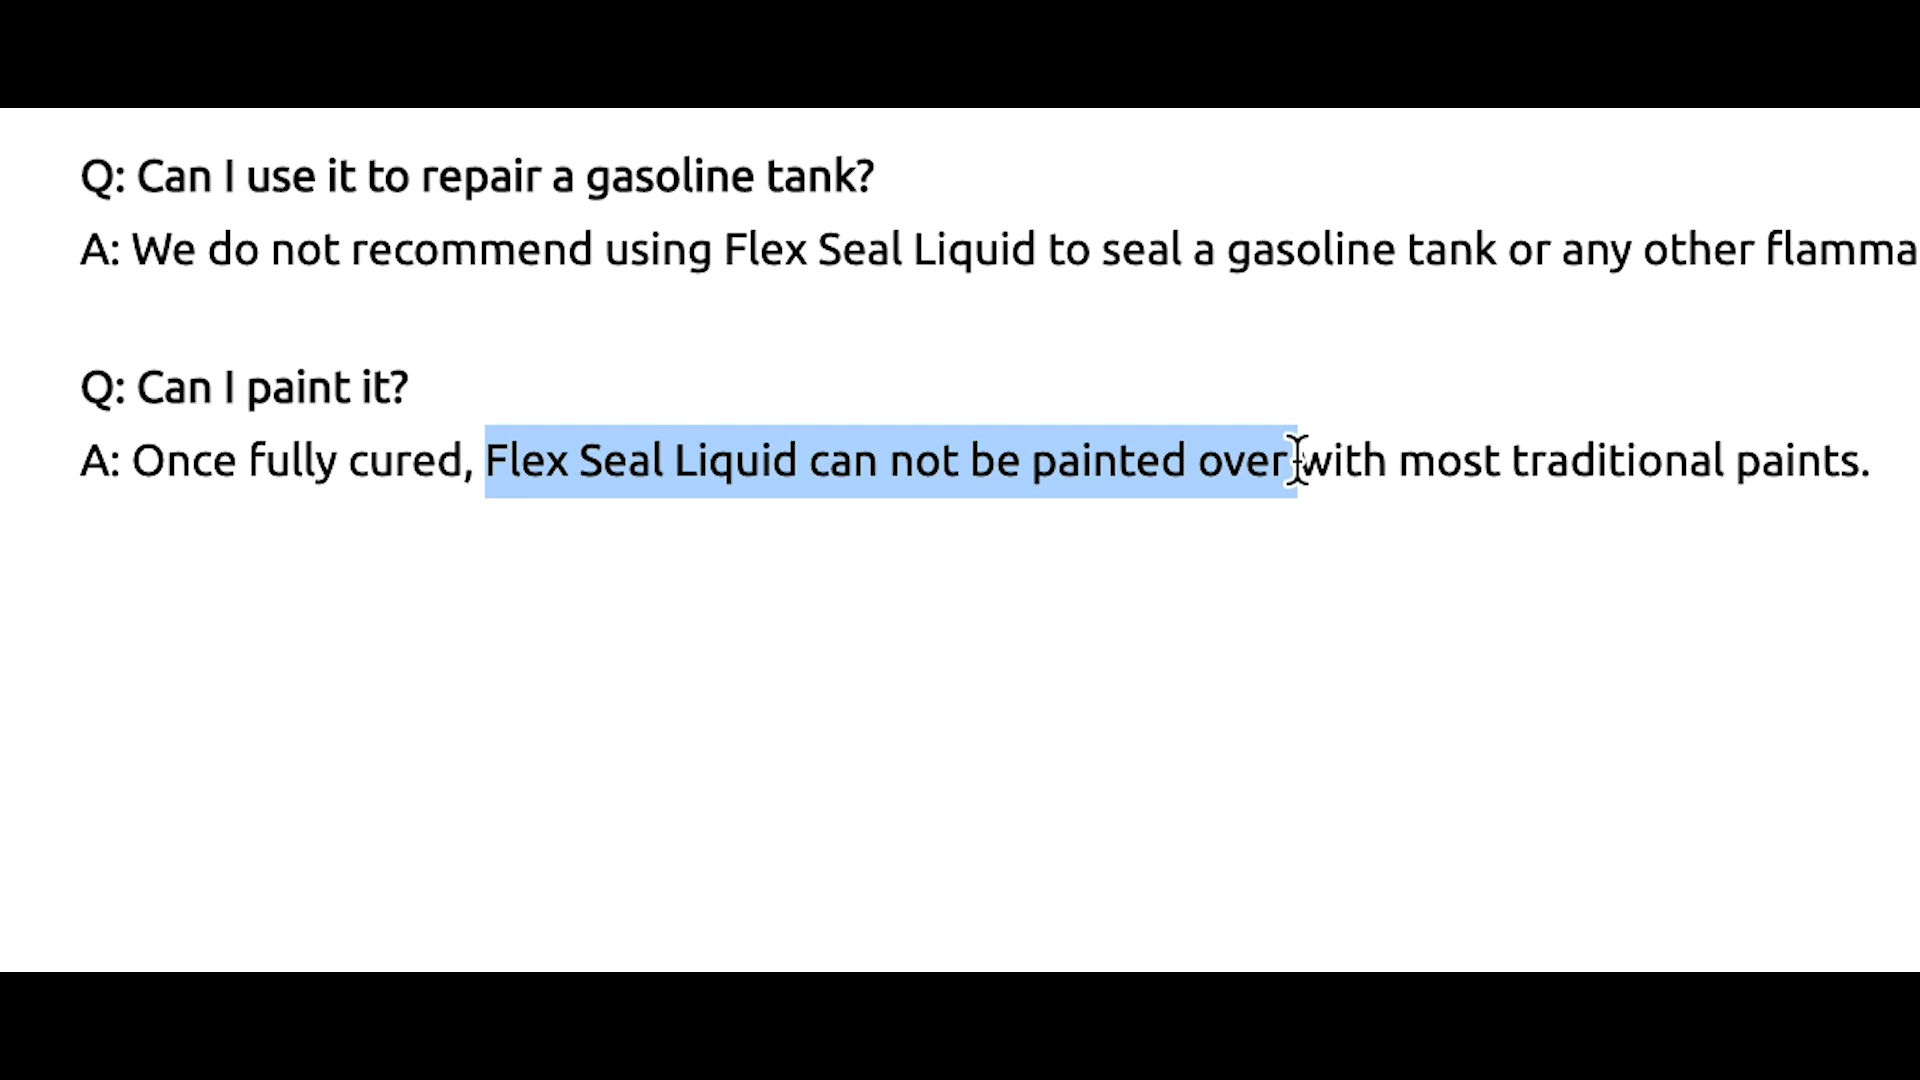 Q: Can I use it to repair a gasoline tank?
A: We do not recommend using Flex Seal Liquid to seal a gasoline tank or any other flamma
Q: Can I paint it?
A: Once fully cured, Flex Seal Liquid can not be painted over with most traditional paints.